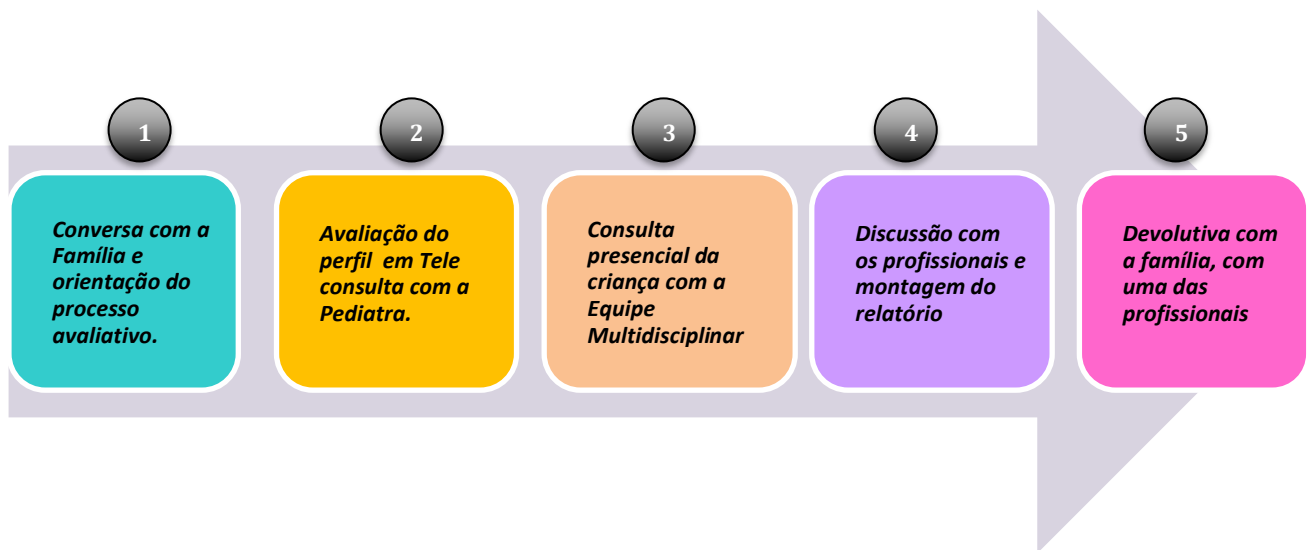 1
Conversa com a
Família e
orientação do
processo
avaliativo.
2
Avaliação do
perfil em Tele
consulta com a
Pediatra.
3
Consulta
presencial da
criança com a
Equipe
Multidisciplinar
4
Discussão com
os profissionais e
montagem do
relatório
5
Devolutiva com
a família, com
uma das
profissionais